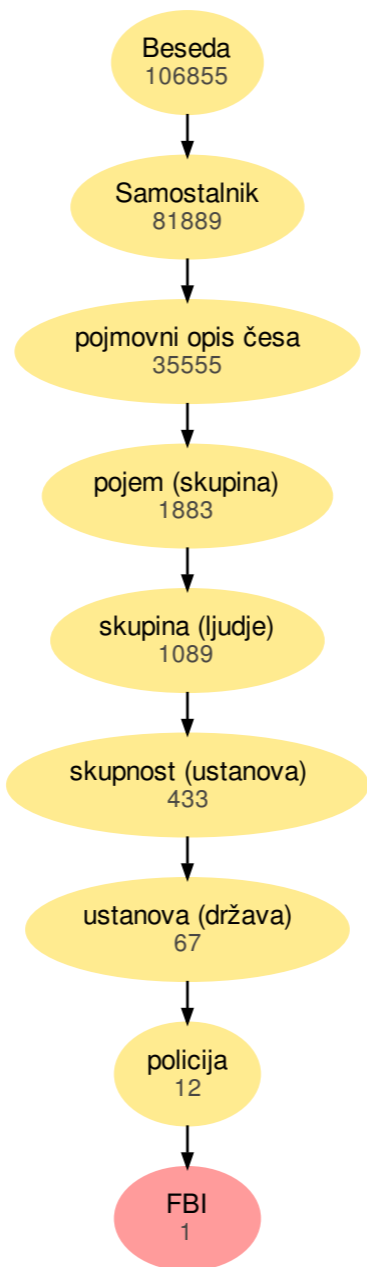 Beseda
106855
Samostalnik
81889
pojmovni opis česa
35555
pojem (skupina)
1883
skupina (ljudje)
1089
skupnost (ustanova)
433
ustanova (država)
67
policija
12
FBI
1